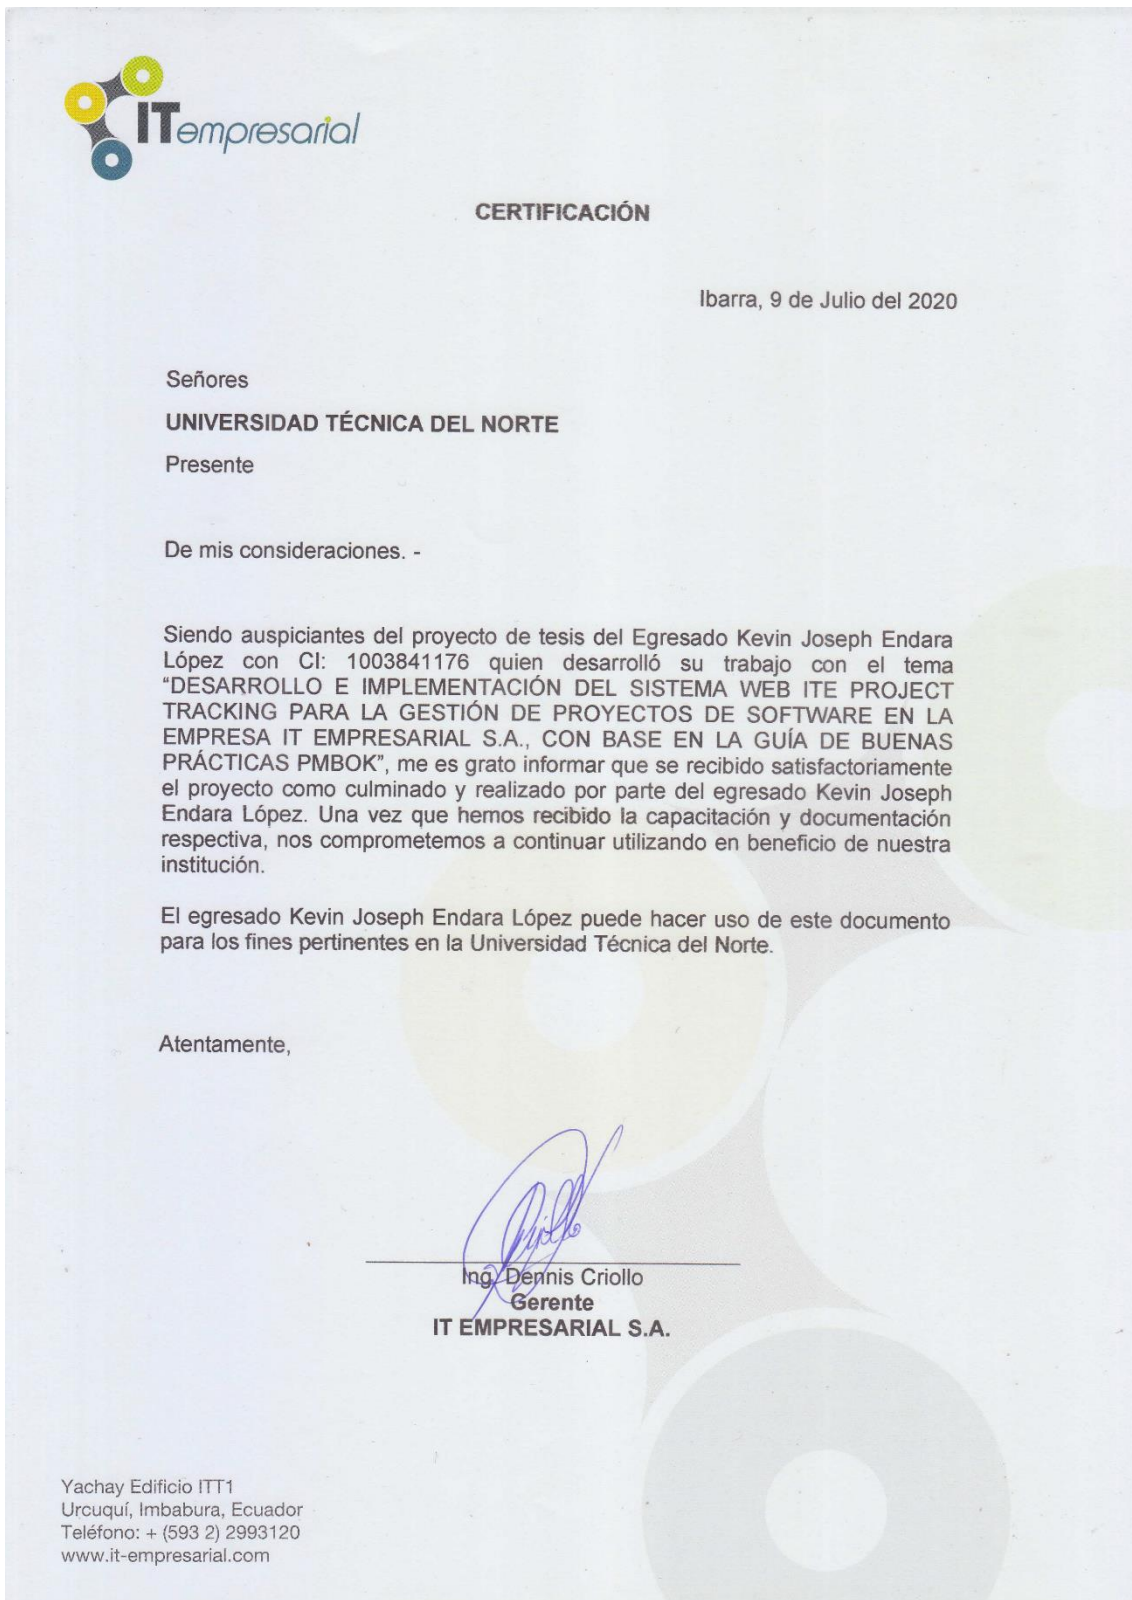 ITempresarial
CERTIFICACIÓN
Ibarra, 9 de Julio del 2020
Señores
UNIVERSIDAD TÉCNICA DEL NORTE
Presente
De mis consideraciones. -
Siendo auspiciantes del proyecto de tesis del Egresado Kevin Joseph Endara
López con CI: 1003841176 quien desarrolló su trabajo con el tema
“DESARROLLO E IMPLEMENTACIÓN DEL SISTEMA WEB ITE PROJECT
TRACKING PARA LA GESTIÓN DE PROYECTOS DE SOFTWARE EN LA
EMPRESA IT EMPRESARIAL S.A., CON BASE EN LA GUÍA DE BUENAS
PRÁCTICAS PMBOK”, me es grato informar que se recibido satisfactoriamente
el proyecto como culminado y realizado por parte del egresado Kevin Joseph
Endara López. Una vez que hemos recibido la capacitación y documentación
respectiva, nos comprometemos a continuar utilizando en beneficio de nuestra
institución.
El egresado Kevin Joseph Endara López puede hacer uso de este documento
para los fines pertinentes en la Universidad Técnica del Norte.
Atentamente,
Ing. Dennis Criollo
Gerente
IT EMPRESARIAL S.A.
Yachay Edificio ITT1
Urcuquí, Imbabura, Ecuador
Teléfono: + (593 2) 2993120
www.it-empresarial.com